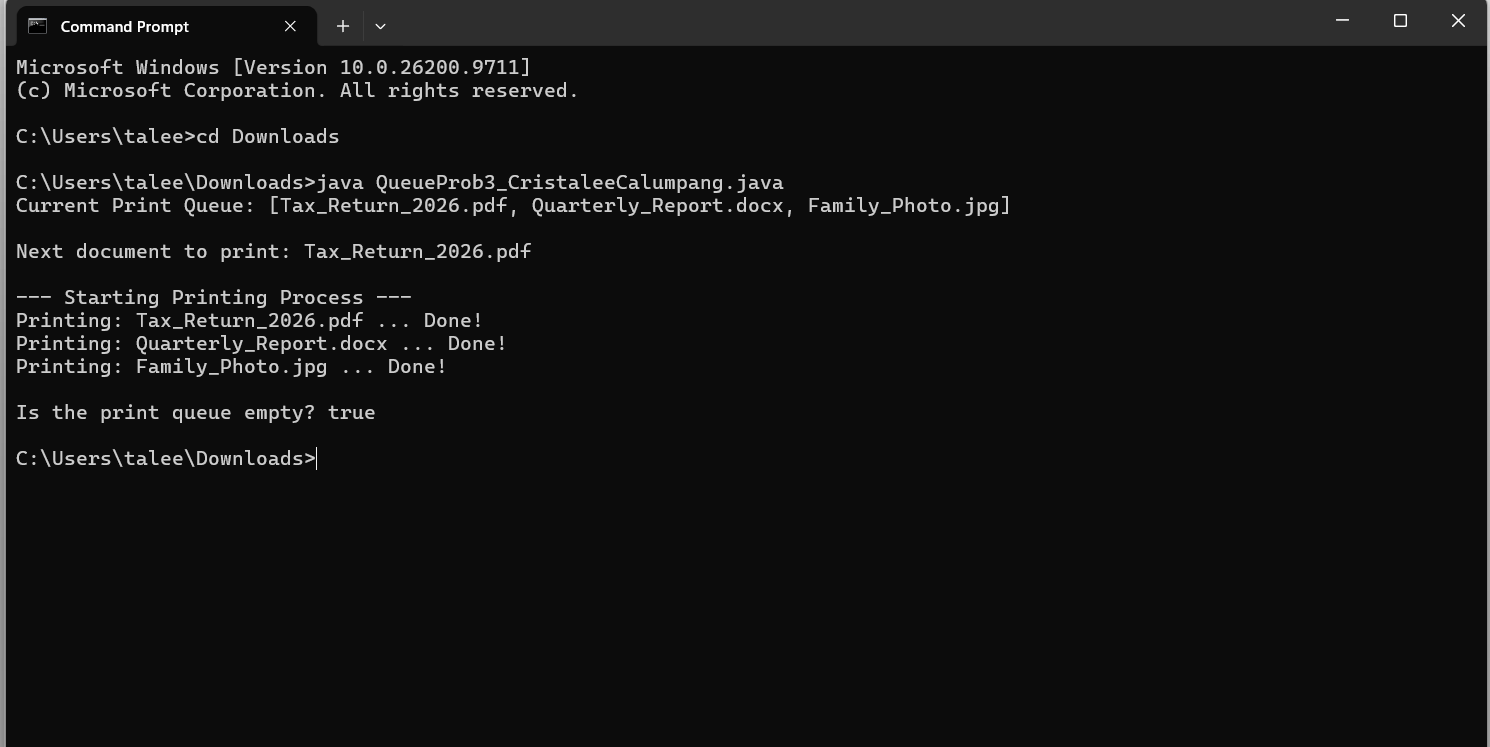 Command Prompt
Microsoft Windows [Version 10.0.26200.9711]
(c) Microsoft Corporation. All rights reserved.
C:\Users\talee>cd Downloads
C:\Users\talee\Downloads>java QueueProb3_CristaleeCalumpang.java
Current Print Queue: [Tax_Return_2026.pdf, Quarterly_Report.docx, Family_Photo.jpg]
Next document to print: Tax_Return_2026.pdf
--- Starting Printing Process ---
Printing: Tax_Return_2026.pdf ... Done!
Printing: Quarterly_Report.docx ... Done!
Printing: Family_Photo.jpg ... Done!
Is the print queue empty? true
C:\Users\talee\Downloads>